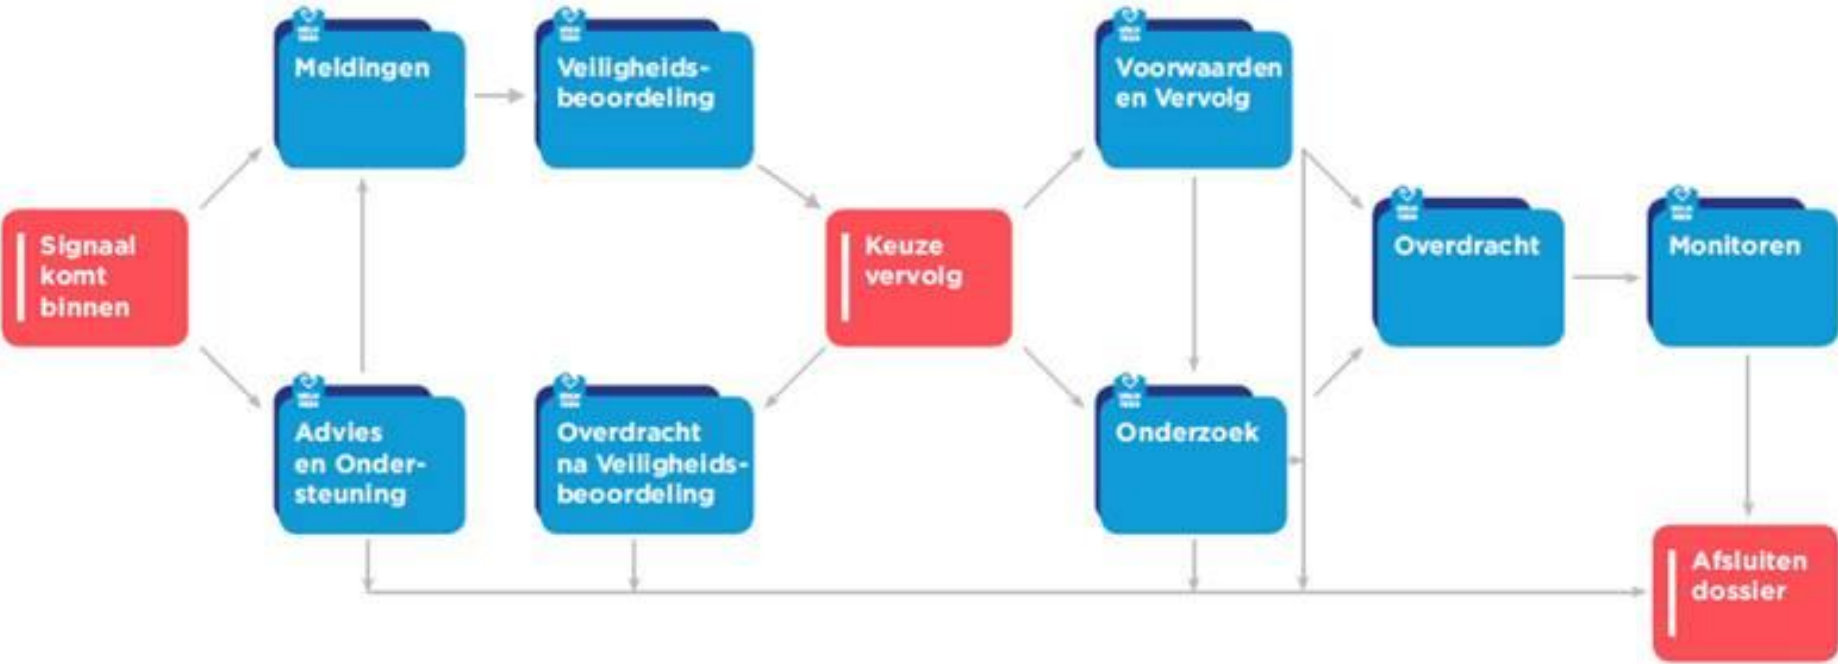 Meldingen
Veiligheids-
beoordeling
Voorwaarden
en Vervolg
Signaal
komt
binnen
Keuze
vervolg
Overdracht
Monitoren
Advies
en Onder-
steuning
Overdracht
na Veiligheids-
beoordeling
Onderzoek
Afsluiten
dossier